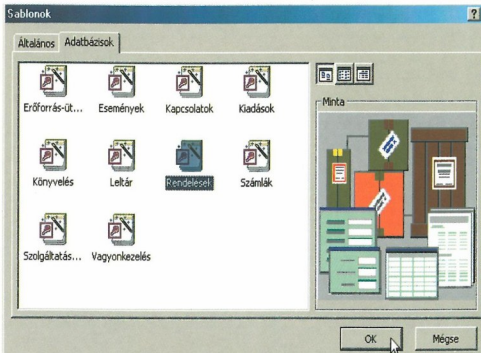 Sablonok
Általános Adatbázisok
Erőforrás-üt... Események Kapcsolatok Kiadások
Könyvelés Leltár Rendelések Számlák
Szolgáltatás... Vagyonkezelés
Minta
OK Mégse